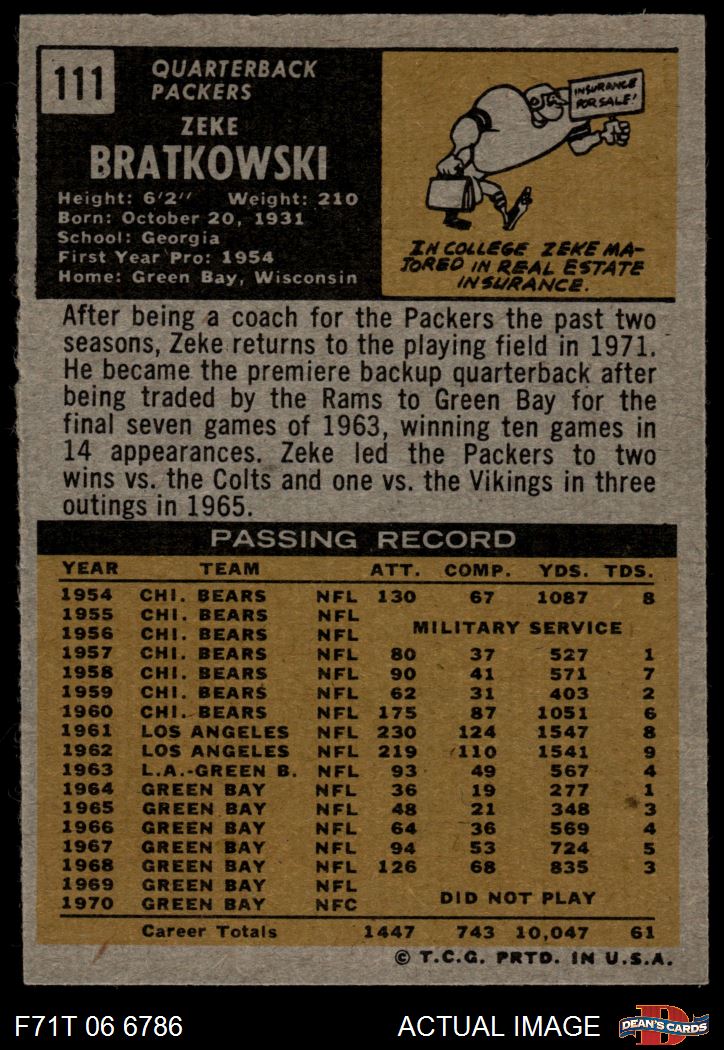 111
QUARTERBACK
PACKERS
ZEKE
BRATKOWSKI
Height: 6'2" Weight: 210
Born: October 20, 1931
School: Georgia
First Year Pro: 1954
Home: Green Bay, Wisconsin
INSURANCE
FOR SALE!
IN COLLEGE ZEKE MA-
JORED IN REAL ESTATE
INSURANCE.
After being a coach for the Packers the past two
seasons, Zeke returns to the playing field in 1971.
He became the premiere backup quarterback after
being traded by the Rams to Green Bay for the
final seven games of 1963, winning ten games in
14 appearances. Zeke led the Packers to two
wins vs. the Colts and one vs. the Vikings in three
outings in 1965.
PASSING RECORD
YEAR TEAM ATT. COMP. YDS. TDS.
1954 CHI. BEARS NFL 130 67 1087 8
1955 CHI. BEARS NFL
1956 CHI. BEARS NFL MILITARY SERVICE
1957 CHI. BEARS NFL 80 37 527 1
1958 CHI. BEARS NFL 90 41 571 7
1959 CHI. BEARS NFL 62 31 403 2
1960 CHI. BEARS NFL 175 87 1051 6
1961 LOS ANGELES NFL 230 124 1547 8
1962 LOS ANGELES NFL 219 110 1541 9
1963 L.A.-GREEN B. NFL 93 49 567 4
1964 GREEN BAY NFL 36 19 277 1
1965 GREEN BAY NFL 48 21 348 3
1966 GREEN BAY NFL 64 36 569 4
1967 GREEN BAY NFL 94 53 724 5
1968 GREEN BAY NFL 126 68 835 3
1969 GREEN BAY NFL DID NOT PLAY
1970 GREEN BAY NFC
Career Totals 1447 743 10,047 61
© T.C.G. PRTD. IN U.S.A.
F71T 06 6786 ACTUAL IMAGE DEAN'S CARDS